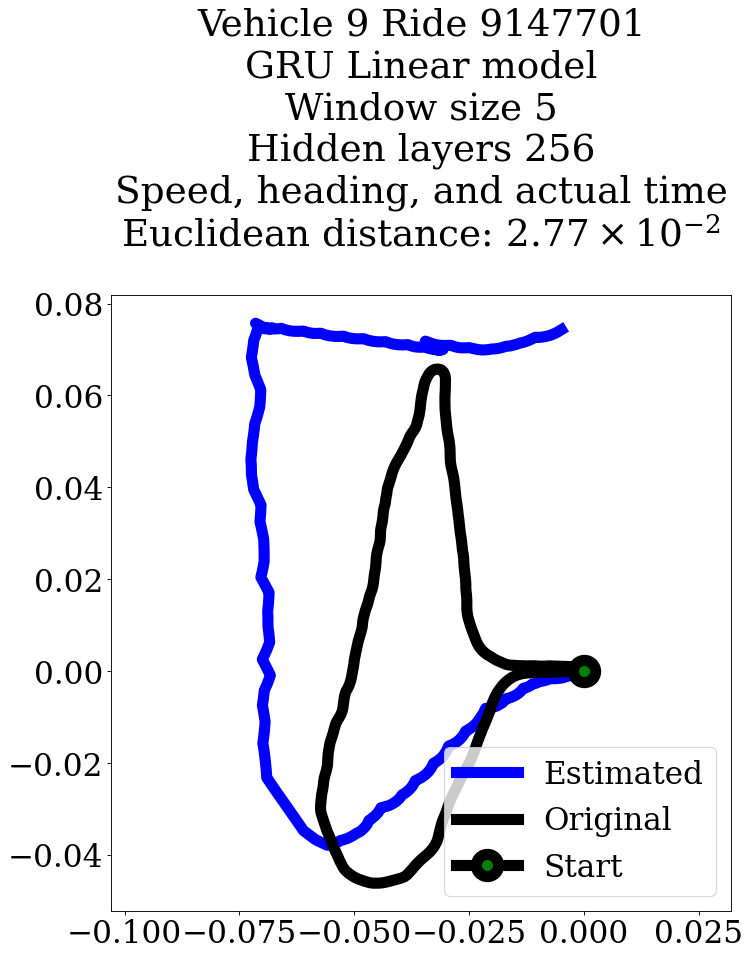 Vehicle 9 Ride 9147701
GRU Linear model
Window size 5
Hidden layers 256
Speed, heading, and actual time
Euclidean distance: 2.77 × 10⁻²
0.08
0.06
0.04
0.02
0.00
−0.02
−0.04
Estimated
Original
Start
−0.100 −0.075 −0.050 −0.025 0.000 0.025